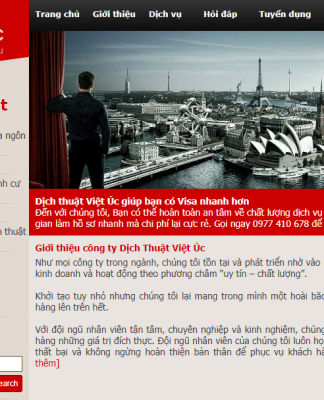 Trang chủ Giới thiệu Dịch vụ Hỏi đáp Tuyển dụng
t
a ngôn
h cư
thuật
earch
Dịch thuật Việt Úc giúp bạn có Visa nhanh hơn
Đến với chúng tôi, Bạn có thể hoàn toàn an tâm về chất lượng dịch vụ
gian làm hồ sơ nhanh mà chi phí lại cực rẻ. Gọi ngay 0977 410 678 để
Giới thiệu công ty Dịch Thuật Việt Úc
Như mọi công ty trong ngành, chúng tôi tồn tại và phát triển nhờ vào
kinh doanh và hoạt động theo phương châm “uy tín – chất lượng”.
Khởi tạo tuy nhỏ nhưng chúng tôi lại mang trong mình một hoài bão
hàng lên trên hết.
Với đội ngũ nhân viên tận tâm, chuyên nghiệp và kinh nghiệm, chúng
hàng những giá trị đích thực. Đội ngũ nhân viên của chúng tôi luôn họ
thất bại và không ngừng hoàn thiện bản thân để phục vụ khách hà
thêm]